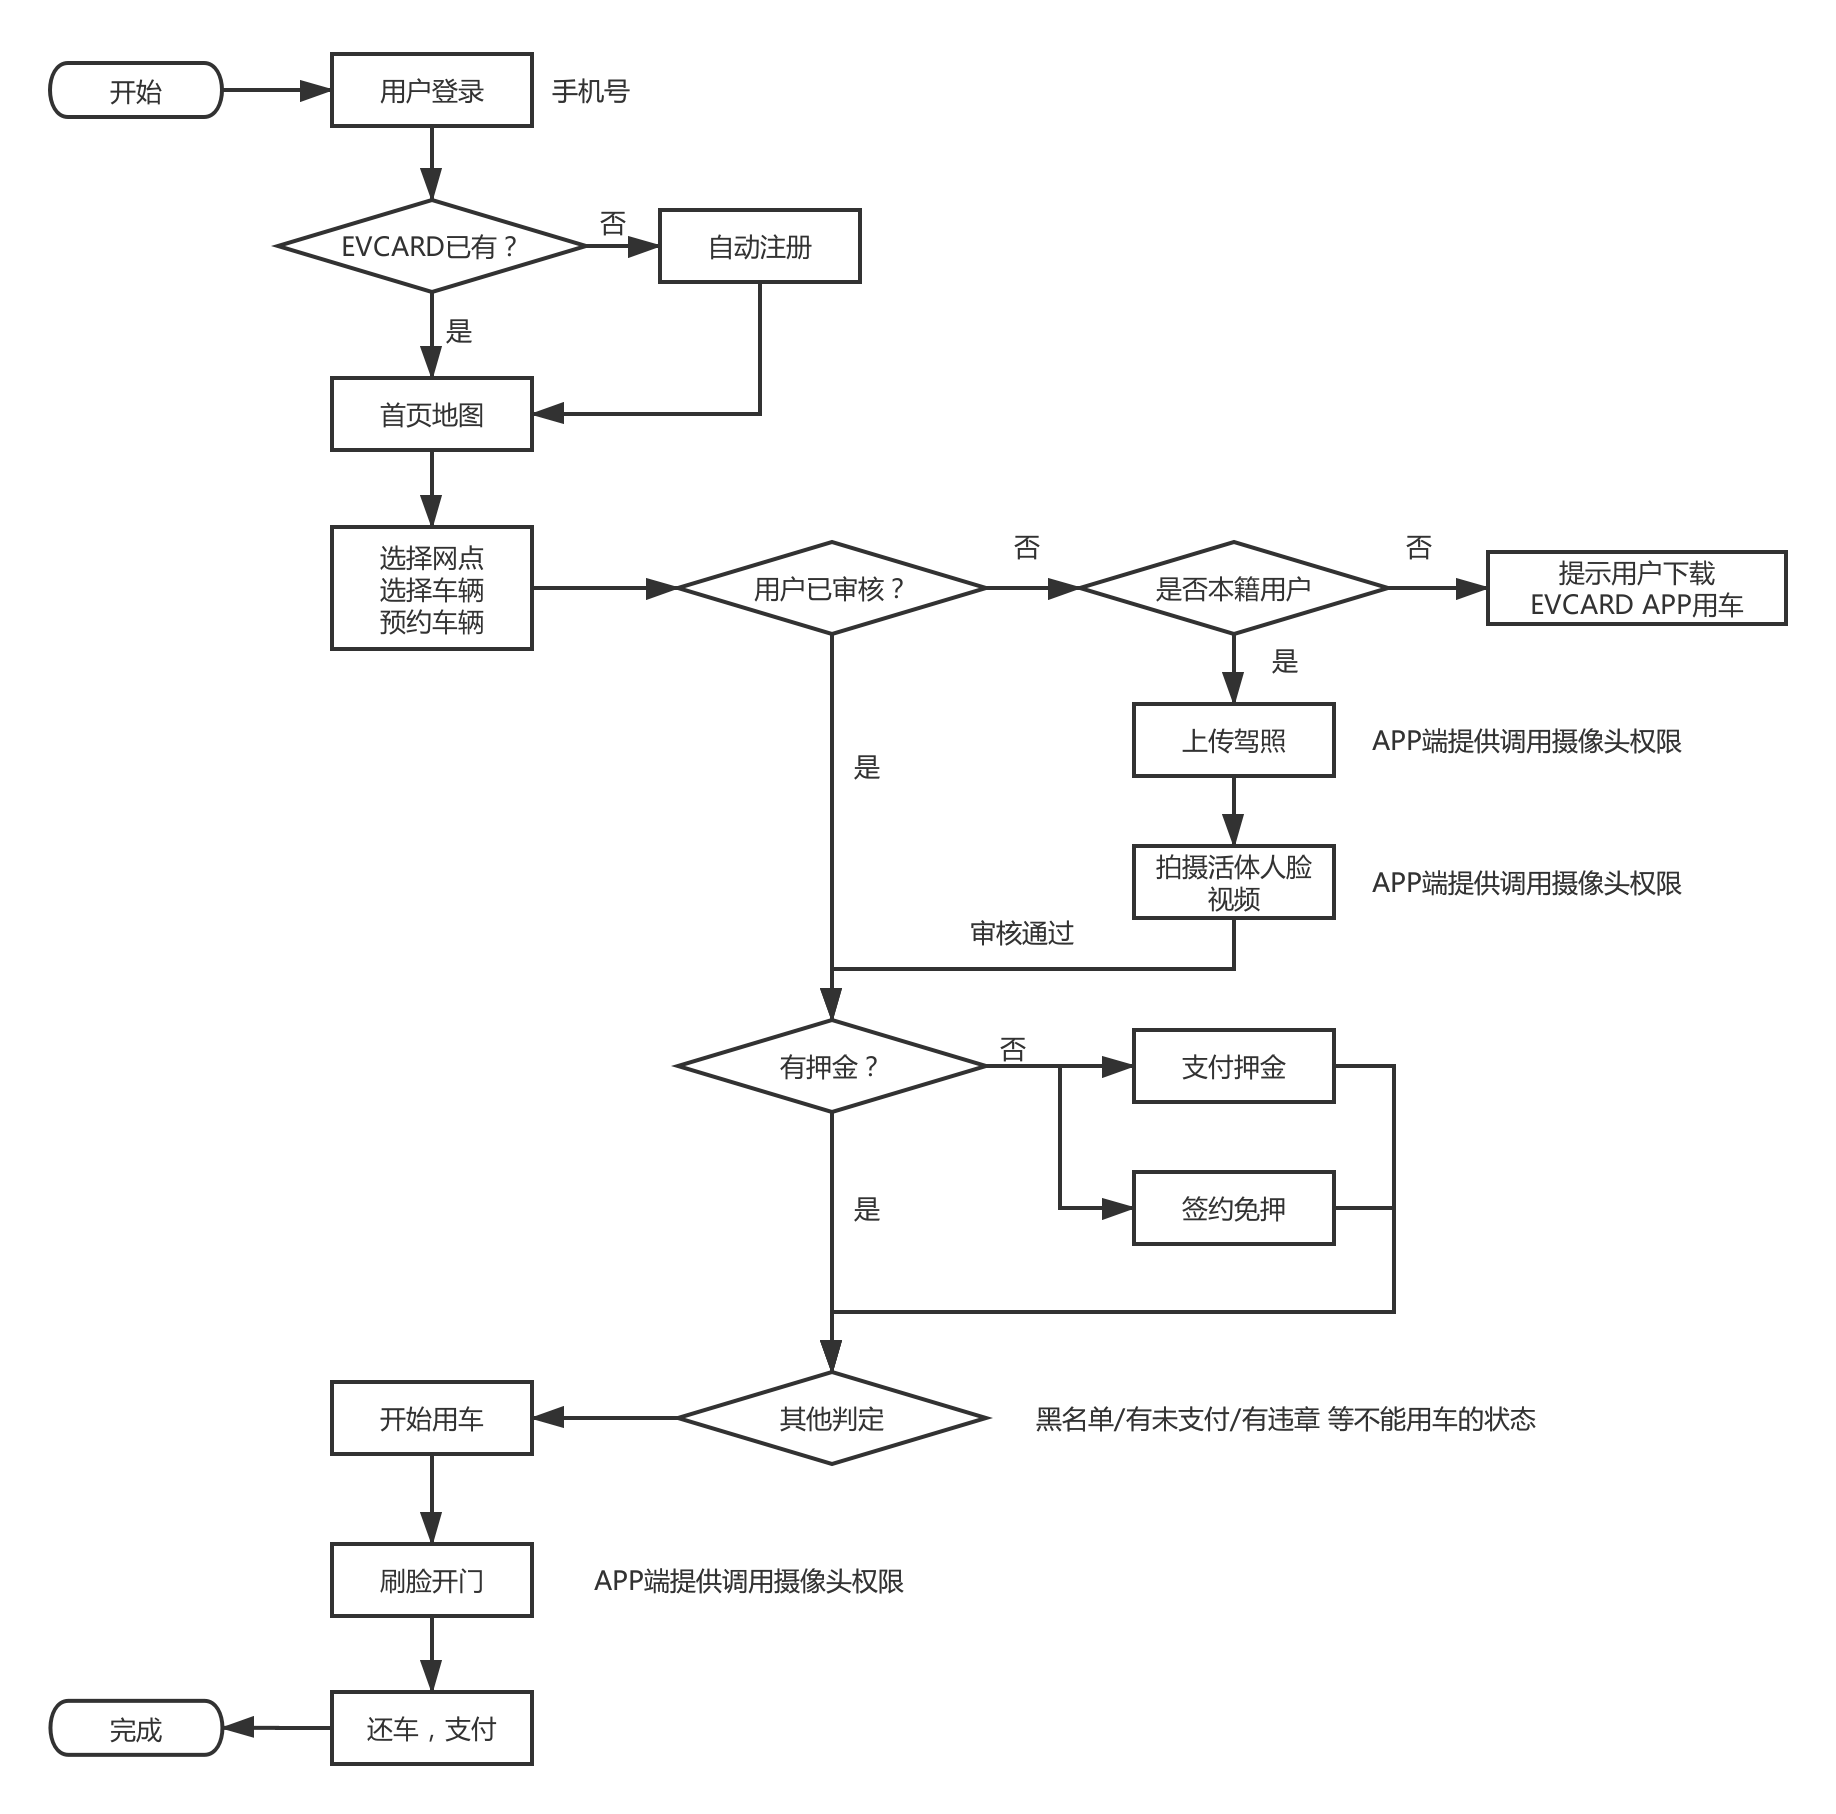 开始
用户登录
手机号
EVCARD已有？
否
自动注册
是
首页地图
选择网点
选择车辆
预约车辆
用户已审核？
否
是否本籍用户
否
提示用户下载
EVCARD APP用车
是
上传驾照
APP端提供调用摄像头权限
是
拍摄活体人脸
视频
APP端提供调用摄像头权限
审核通过
有押金？
否
支付押金
是
签约免押
开始用车
其他判定
黑名单/有未支付/有违章 等不能用车的状态
刷脸开门
APP端提供调用摄像头权限
完成
还车，支付